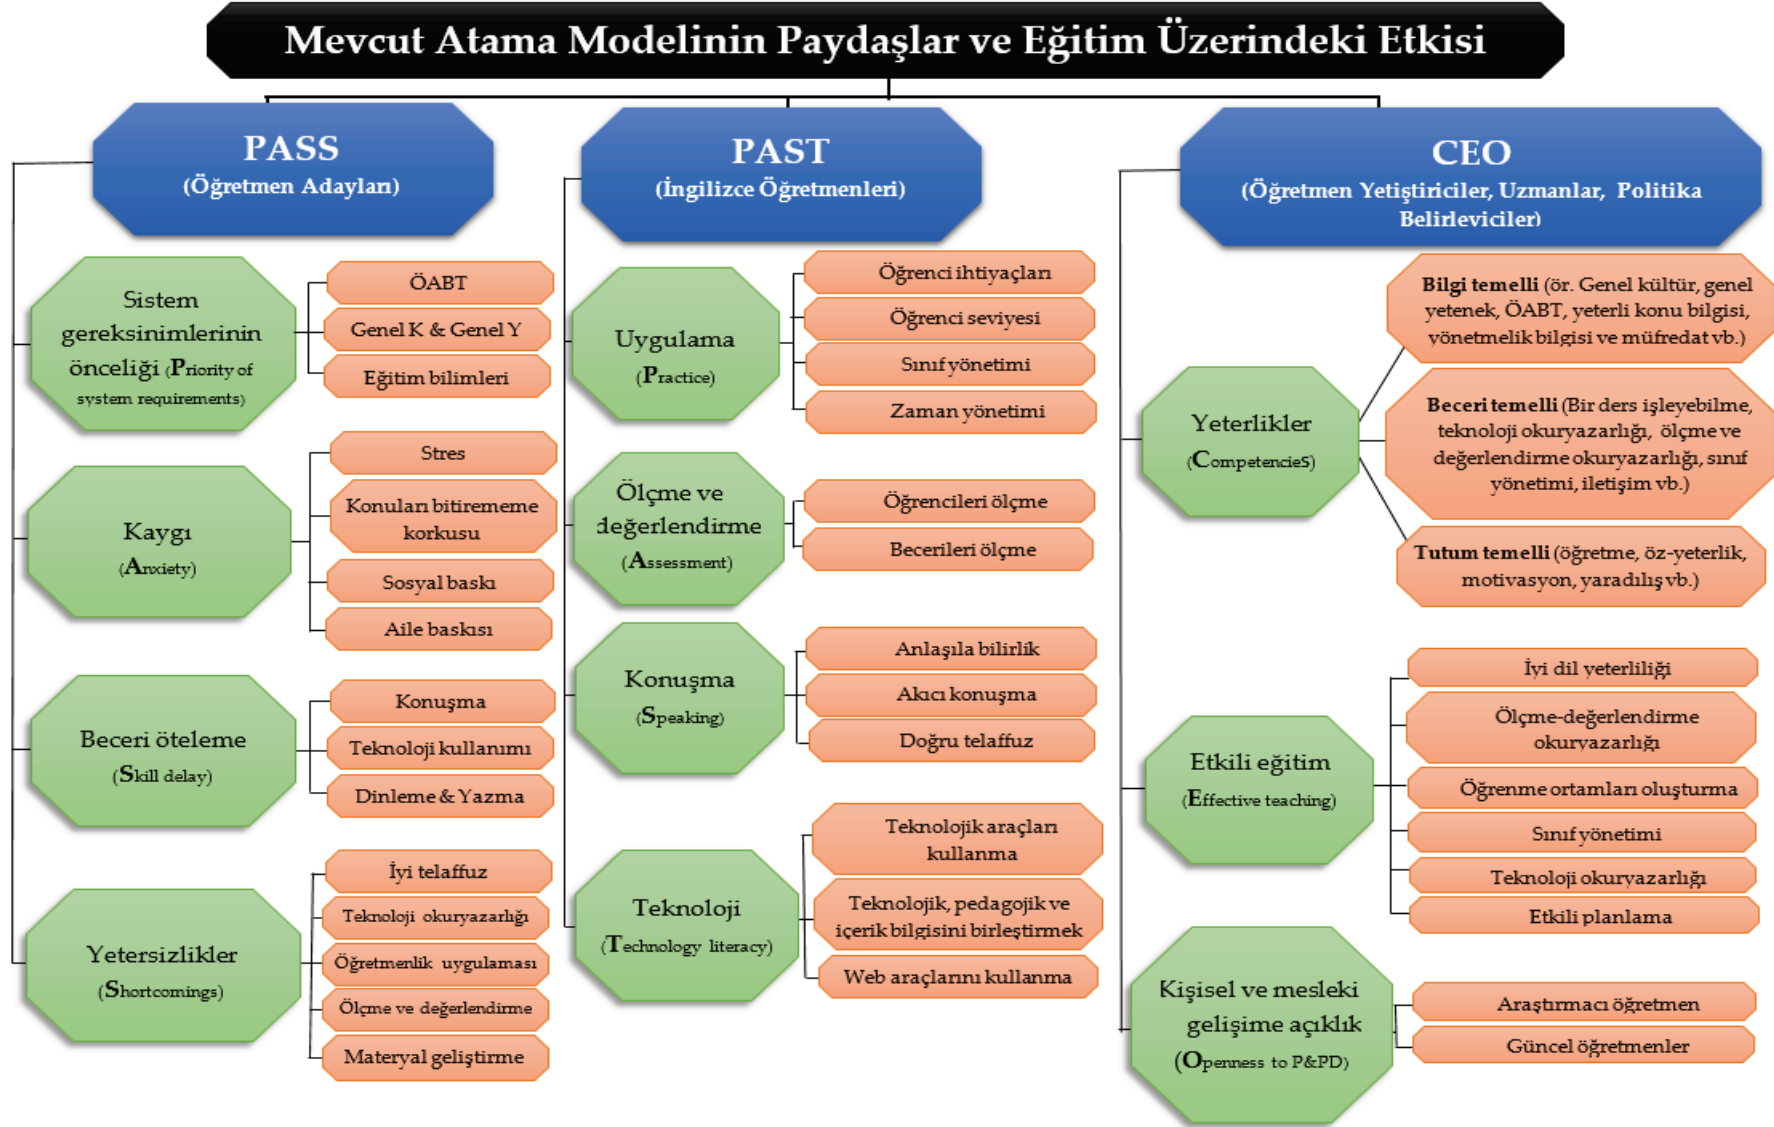 Mevcut Atama Modelinin Paydaşlar ve Eğitim Üzerindeki Etkisi
PASS
(Öğretmen Adayları)
Sistem
gereksinimlerinin
önceliği (Priority of
system requirements)
ÖABT
Genel K & Genel Y
Eğitim bilimleri
Kaygı
(Anxiety)
Stres
Konuları bitirememe
korkusu
Sosyal baskı
Aile baskısı
Beceri öteleme
(Skill delay)
Konuşma
Teknoloji kullanımı
Dinleme & Yazma
Yetersizlikler
(Shortcomings)
İyi telaffuz
Teknoloji okuryazarlığı
Öğretmenlik uygulaması
Ölçme ve değerlendirme
Materyal geliştirme
PAST
(İngilizce Öğretmenleri)
Uygulama
(Practice)
Öğrenci ihtiyaçları
Öğrenci seviyesi
Sınıf yönetimi
Zaman yönetimi
Ölçme ve
değerlendirme
(Assessment)
Öğrencileri ölçme
Becerileri ölçme
Konuşma
(Speaking)
Anlaşıla bilirlik
Akıcı konuşma
Doğru telaffuz
Teknoloji
(Technology literacy)
Teknolojik araçları
kullanma
Teknolojik, pedagojik ve
içerik bilgisini birleştirmek
Web araçlarını kullanma
CEO
(Öğretmen Yetiştiriciler, Uzmanlar, Politika
Belirleyiciler)
Yeterlikler
(CompetencieS)
Bilgi temelli (ör. Genel kültür, genel
yetenek, ÖABT, yeterli konu bilgisi,
yönetmelik bilgisi ve müfredat vb.)
Beceri temelli (Bir ders işleyebilme,
teknoloji okuryazarlığı, ölçme ve
değerlendirme okuryazarlığı, sınıf
yönetimi, iletişim vb.)
Tutum temelli (öğretme, öz-yeterlik,
motivasyon, yaradılış vb.)
Etkili eğitim
(Effective teaching)
İyi dil yeterliliği
Ölçme-değerlendirme
okuryazarlığı
Öğrenme ortamları oluşturma
Sınıf yönetimi
Teknoloji okuryazarlığı
Etkili planlama
Kişisel ve mesleki
gelişime açıklık
(Openness to P&PD)
Araştırmacı öğretmen
Güncel öğretmenler